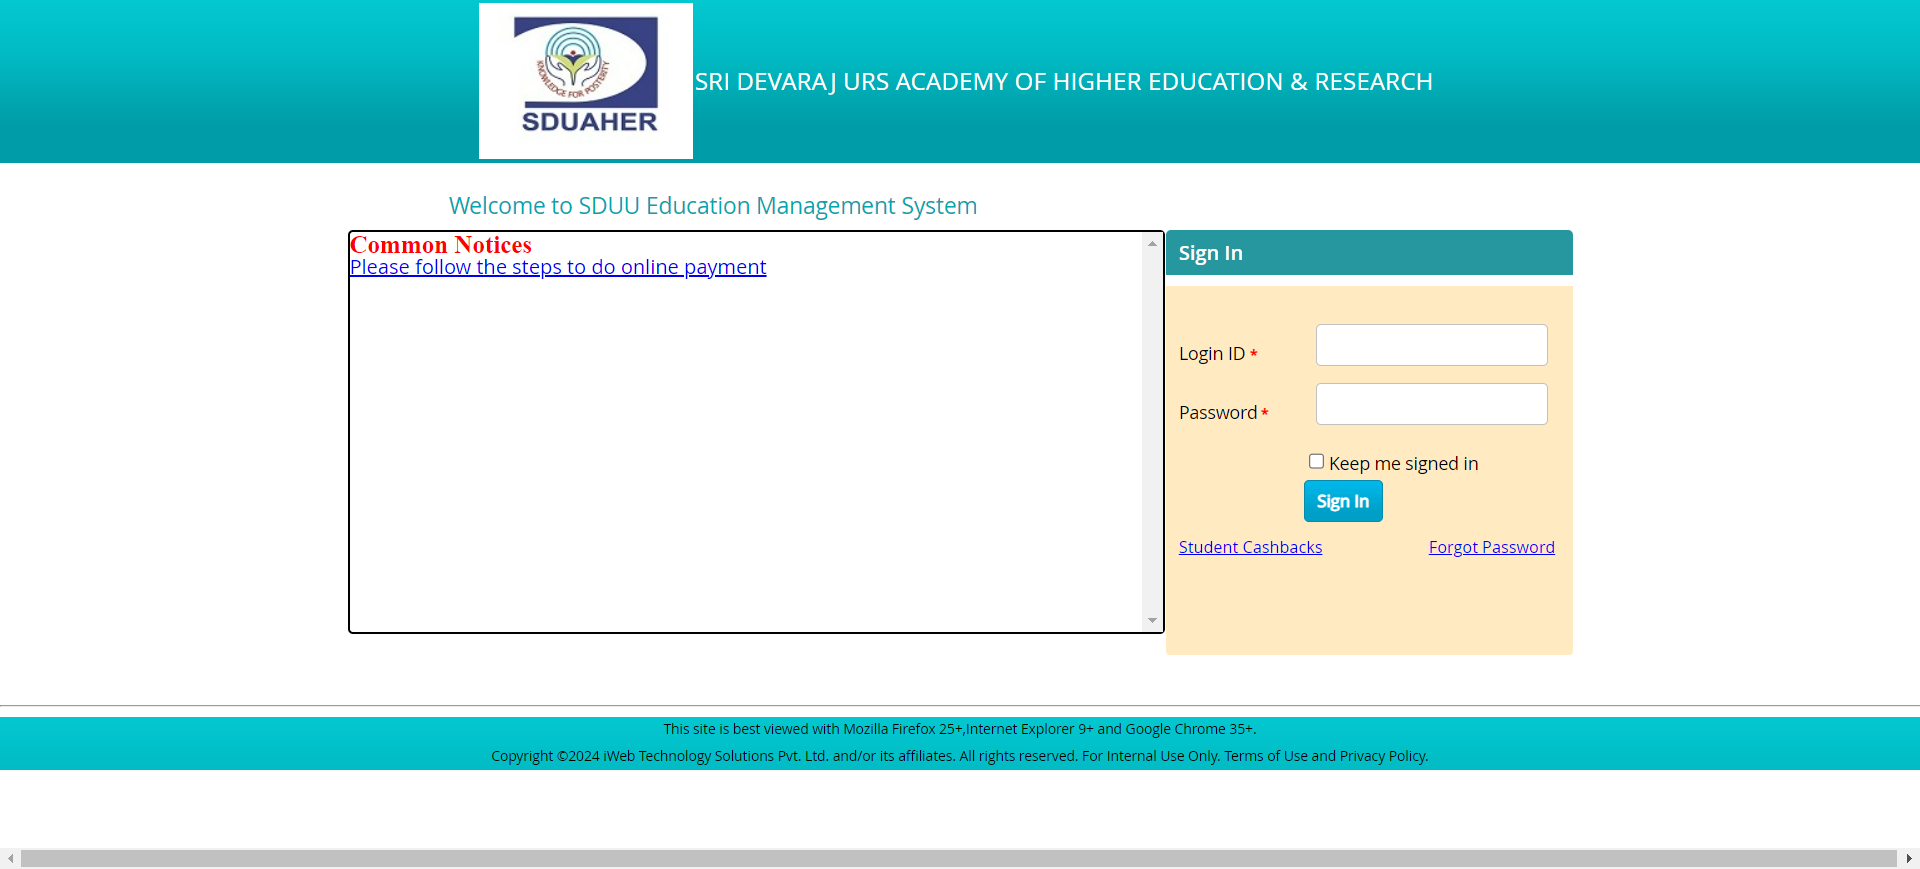 KNOWLEDGE FOR POSTERITY
SDUAHER
SRI DEVARAJ URS ACADEMY OF HIGHER EDUCATION & RESEARCH
Welcome to SDUU Education Management System
Common Notices
Please follow the steps to do online payment
Sign In
Login ID *
Password *
Keep me signed in
Sign In
Student Cashbacks
Forgot Password
This site is best viewed with Mozilla Firefox 25+,Internet Explorer 9+ and Google Chrome 35+.
Copyright ©2024 iWeb Technology Solutions Pvt. Ltd. and/or its affiliates. All rights reserved. For Internal Use Only. Terms of Use and Privacy Policy.